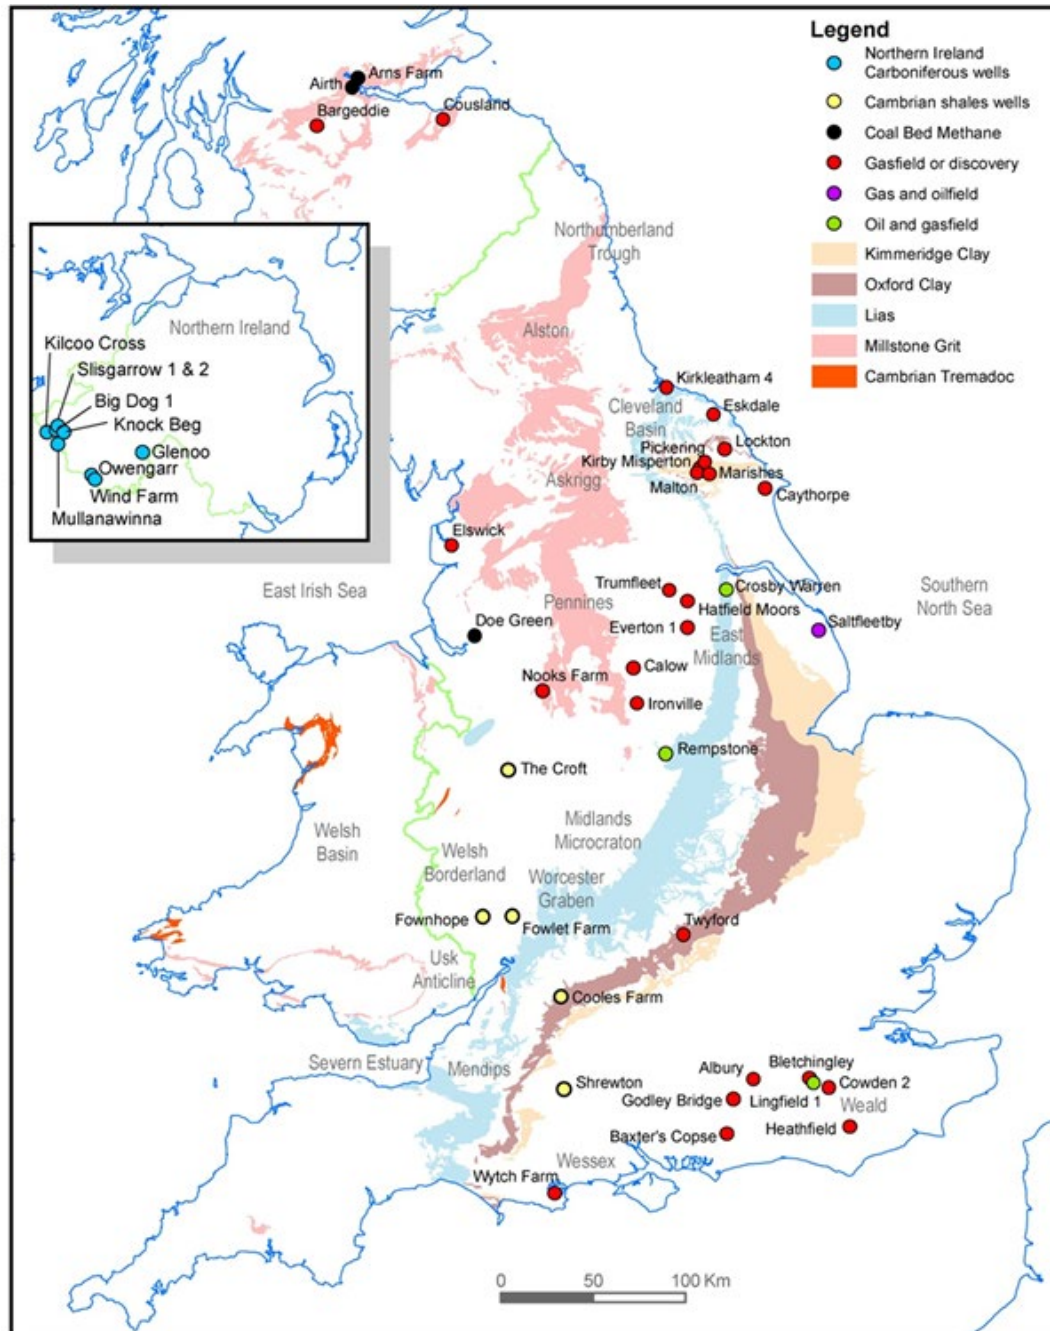 Legend
Northern Ireland
Carboniferous wells
Cambrian shales wells
Coal Bed Methane
Gasfield or discovery
Gas and oilfield
Oil and gasfield
Kimmeridge Clay
Oxford Clay
Lias
Millstone Grit
Cambrian Tremadoc
Arns Farm
Airth
Bargeddie
Cousland
Northumberland
Trough
Alston
Northern Ireland
Kilcoo Cross
Slisgarrow 1 & 2
Big Dog 1
Knock Beg
Glenoo
Owengarr
Wind Farm
Mullanawinna
Kirkleatham 4
Cleveland
Basin
Eskdale
Lockton
Pickering
Kirby Misperton
Marishes
Malton
Caythorpe
Askrigg
Elswick
East Irish Sea
Trumfleet
Crosby Warren
Southern
North Sea
Pennines
Hatfield Moors
Doe Green
Everton 1
East
Midlands
Saltfleetby
Calow
Nooks Farm
Ironville
Rempstone
The Croft
Midlands
Microcraton
Welsh
Basin
Welsh
Borderland
Worcester
Graben
Fownhope
Fowlet Farm
Twyford
Usk
Anticline
Cooles Farm
Severn Estuary
Mendips
Shrewton
Albury
Bletchingley
Cowden 2
Godley Bridge
Lingfield 1
Weald
Baxter's Copse
Heathfield
Wessex
Wytch Farm
0 50 100 Km